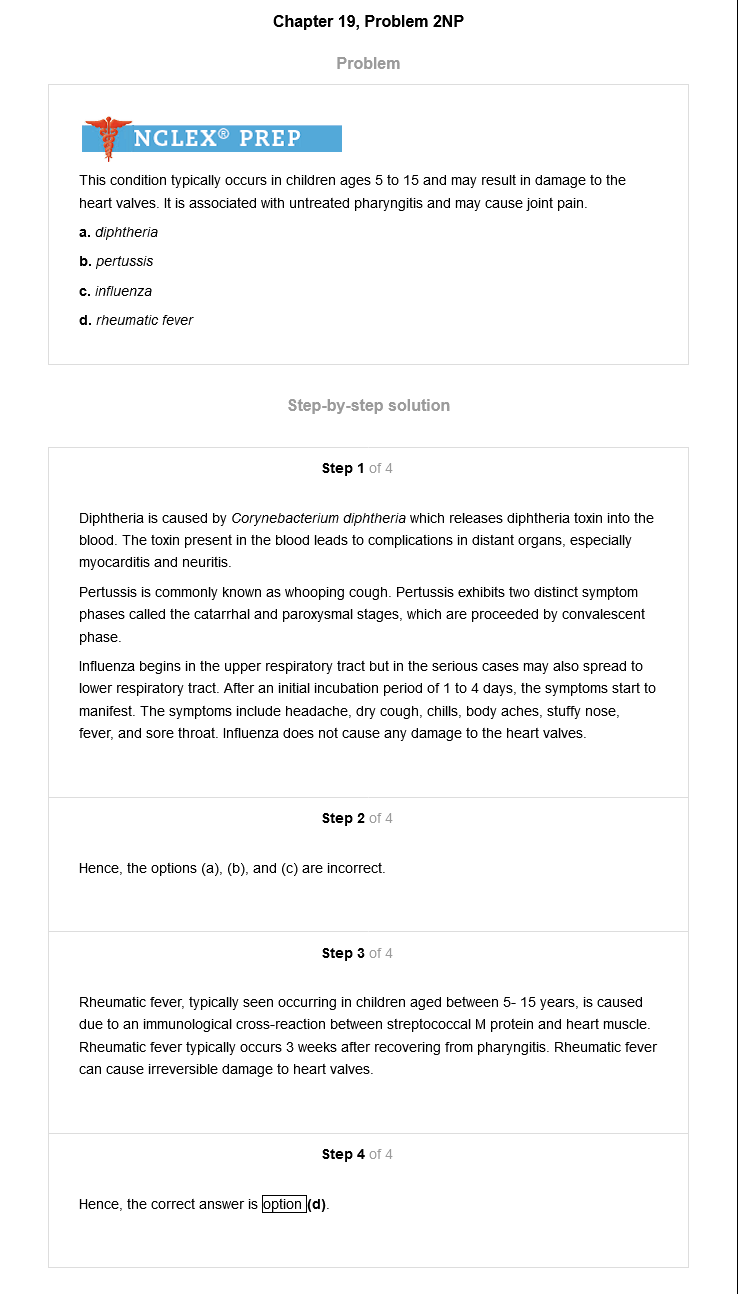 Chapter 19, Problem 2NP
Problem
NCLEX® PREP
This condition typically occurs in children ages 5 to 15 and may result in damage to the
heart valves. It is associated with untreated pharyngitis and may cause joint pain.
a. diphtheria
b. pertussis
c. influenza
d. rheumatic fever
Step-by-step solution
Step 1 of 4
Diphtheria is caused by Corynebacterium diphtheria which releases diphtheria toxin into the
blood. The toxin present in the blood leads to complications in distant organs, especially
myocarditis and neuritis.
Pertussis is commonly known as whooping cough. Pertussis exhibits two distinct symptom
phases called the catarrhal and paroxysmal stages, which are proceeded by convalescent
phase.
Influenza begins in the upper respiratory tract but in the serious cases may also spread to
lower respiratory tract. After an initial incubation period of 1 to 4 days, the symptoms start to
manifest. The symptoms include headache, dry cough, chills, body aches, stuffy nose,
fever, and sore throat. Influenza does not cause any damage to the heart valves.
Step 2 of 4
Hence, the options (a), (b), and (c) are incorrect.
Step 3 of 4
Rheumatic fever, typically seen occurring in children aged between 5- 15 years, is caused
due to an immunological cross-reaction between streptococcal M protein and heart muscle.
Rheumatic fever typically occurs 3 weeks after recovering from pharyngitis. Rheumatic fever
can cause irreversible damage to heart valves.
Step 4 of 4
Hence, the correct answer is option (d).